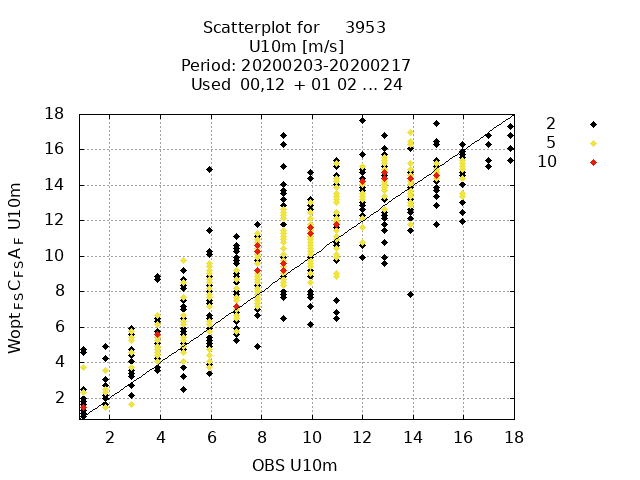 Scatterplot for 3953
U10m [m/s]
Period: 20200203-20200217
Used 00,12 + 01 02 ... 24
2
5
10
18
16
14
12
10
8
6
4
2
Wopt FS C FS A F U10m
2 4 6 8 10 12 14 16 18
OBS U10m